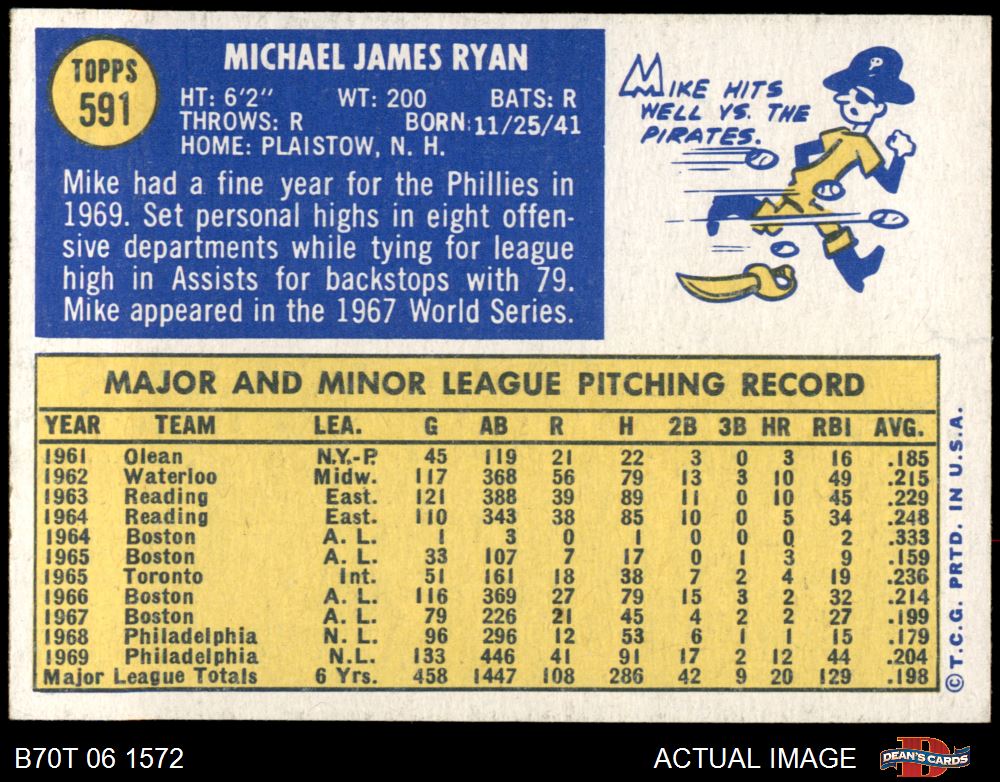 TOPPS
591
MICHAEL JAMES RYAN
HT: 6'2" WT: 200 BATS: R
THROWS: R BORN: 11/25/41
HOME: PLAISTOW, N. H.
Mike had a fine year for the Phillies in
1969. Set personal highs in eight offen-
sive departments while tying for league
high in Assists for backstops with 79.
Mike appeared in the 1967 World Series.
MIKE HITS
WELL VS. THE
PIRATES.
P
MAJOR AND MINOR LEAGUE PITCHING RECORD
YEAR TEAM LEA. G AB R H 2B 3B HR RBI AVG.
1961 Olean N.Y.-P. 45 119 21 22 3 0 3 16 .185
1962 Waterloo Midw. 117 368 56 79 13 3 10 49 .215
1963 Reading East. 121 388 39 89 11 0 10 45 .229
1964 Reading East. 110 343 38 85 10 0 5 34 .248
1964 Boston A. L. 1 3 0 1 0 0 0 2 .333
1965 Boston A. L. 33 107 7 17 0 1 3 9 .159
1965 Toronto Int. 51 161 18 38 7 2 4 19 .236
1966 Boston A. L. 116 369 27 79 15 3 2 32 .214
1967 Boston A. L. 79 226 21 45 4 2 2 27 .199
1968 Philadelphia N. L. 96 296 12 53 6 1 1 15 .179
1969 Philadelphia N.L. 133 446 41 91 17 2 12 44 .204
Major League Totals 6 Yrs. 458 1447 108 286 42 9 20 129 .198
©T.C.G. PRTD. IN U.S.A.
B70T 06 1572
ACTUAL IMAGE
D
DEAN'S CARDS